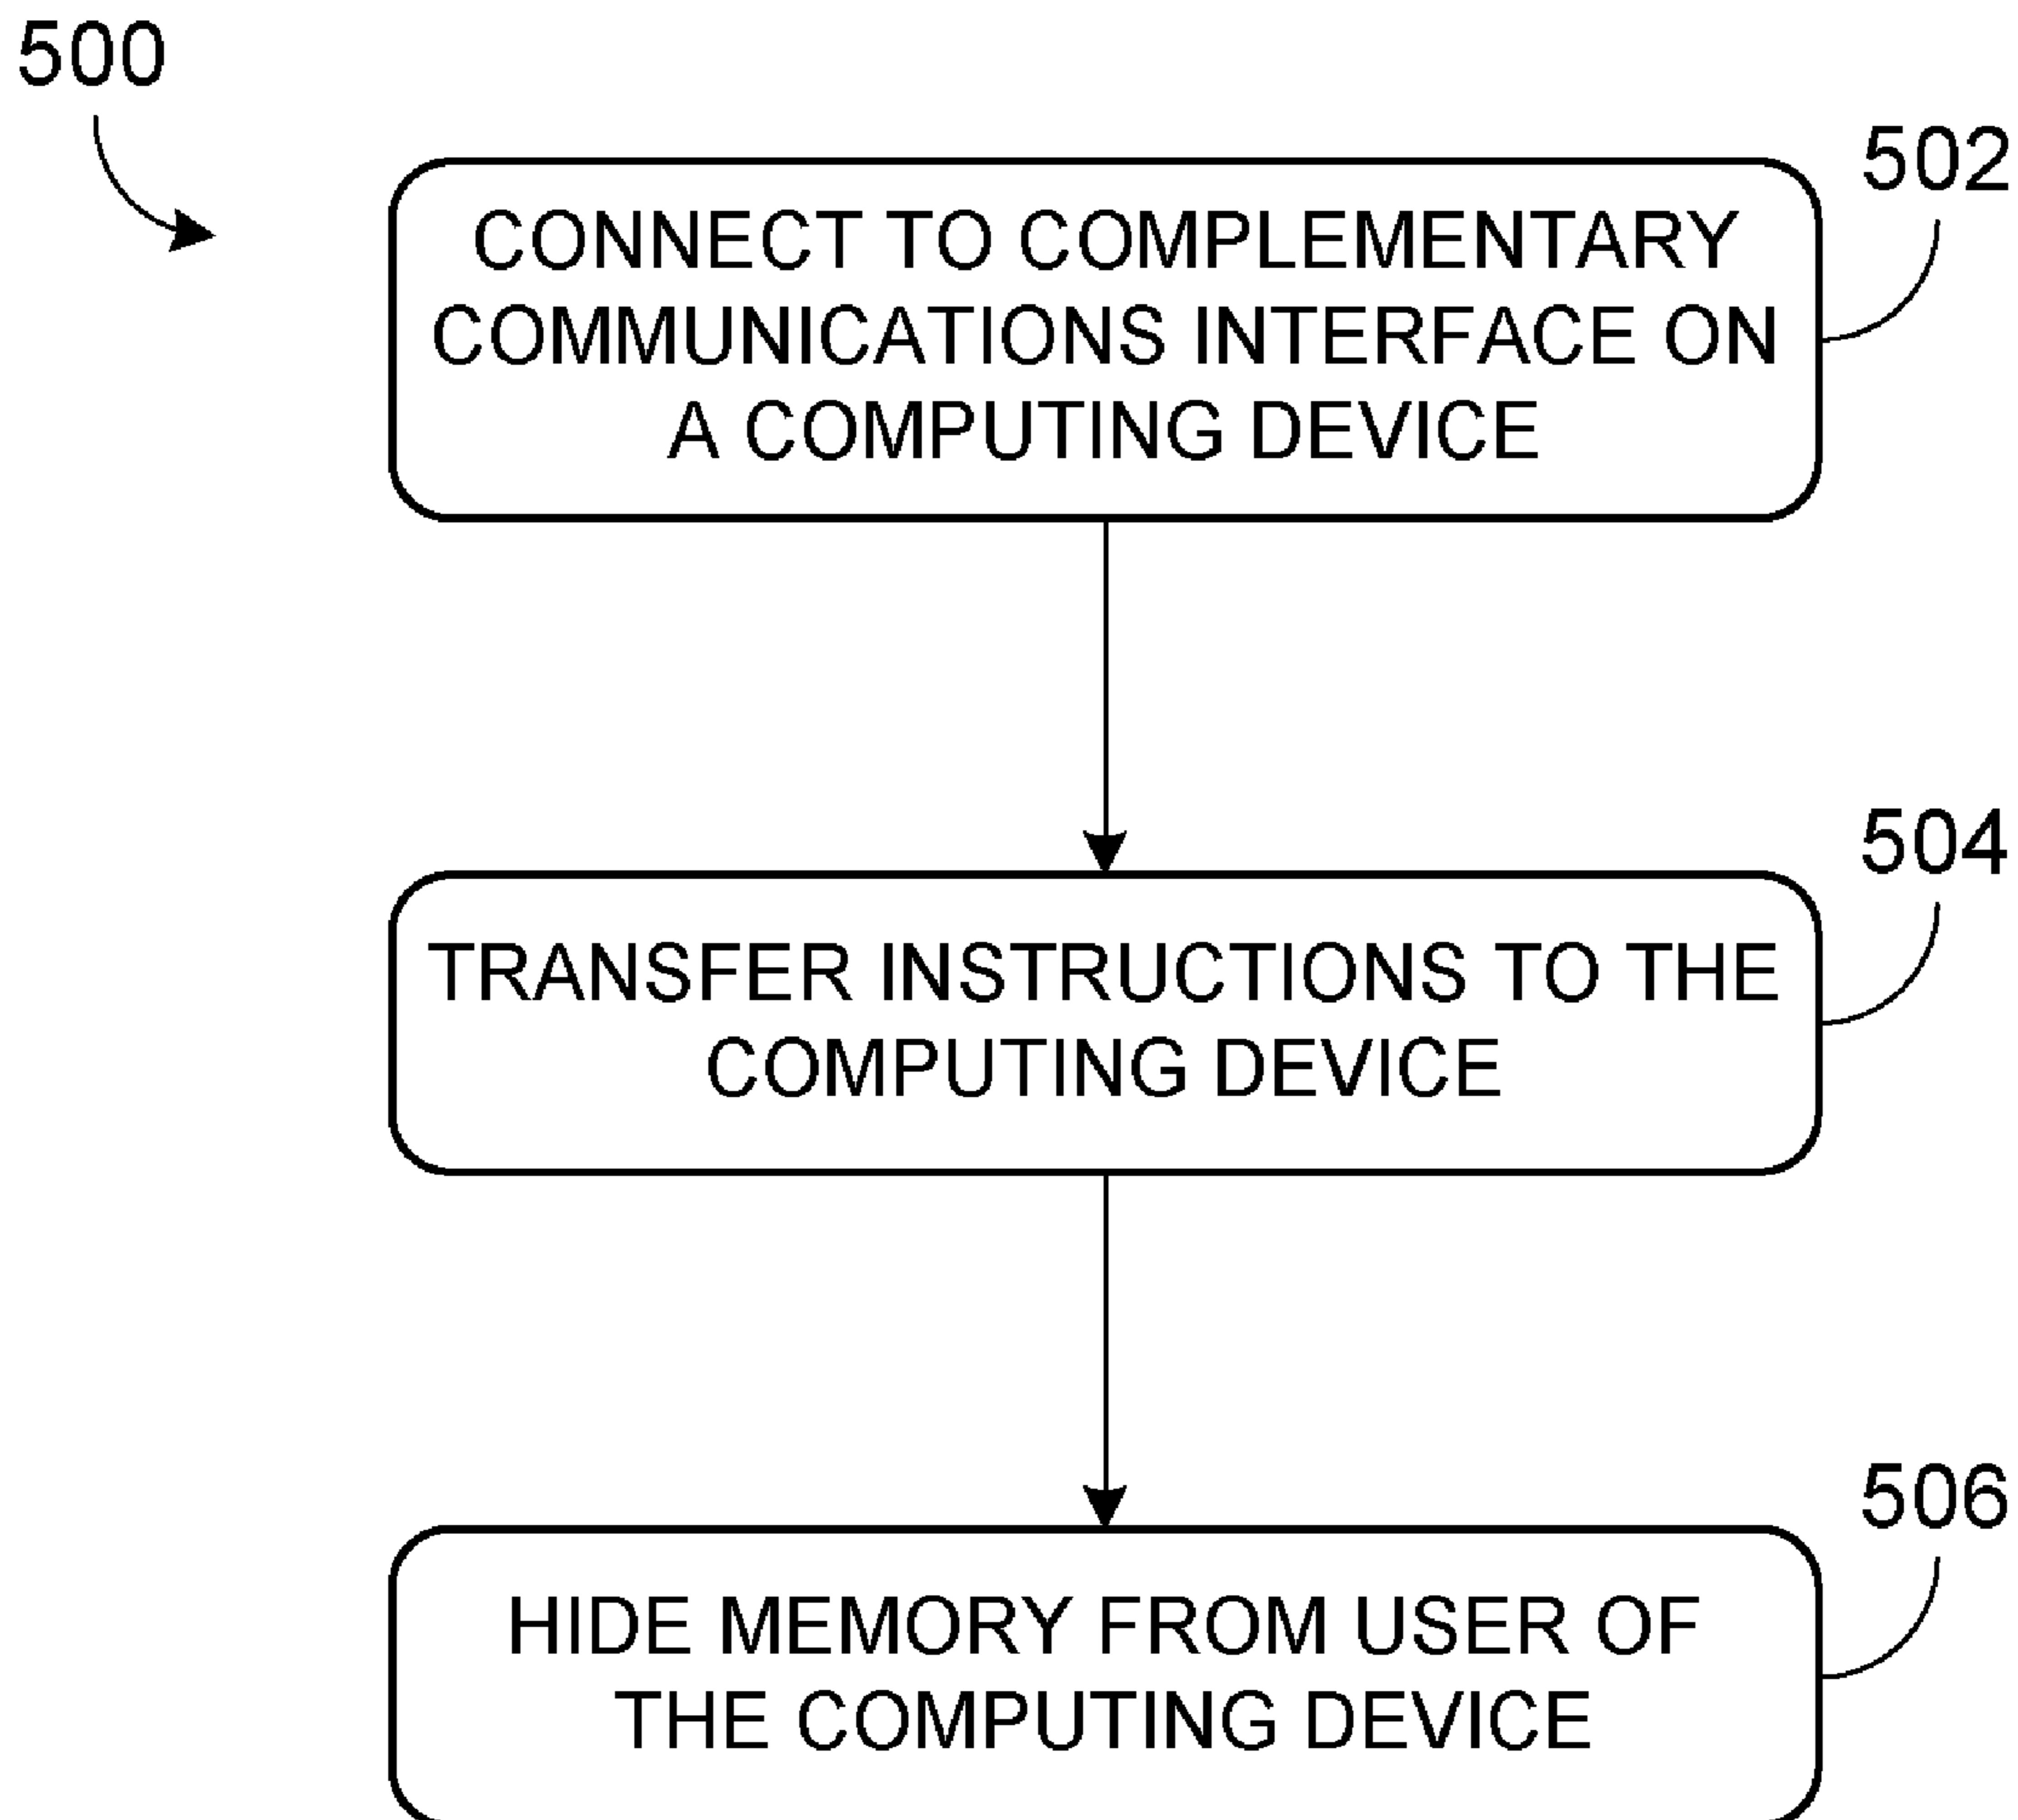 500
502
CONNECT TO COMPLEMENTARY
COMMUNICATIONS INTERFACE ON
A COMPUTING DEVICE
504
TRANSFER INSTRUCTIONS TO THE
COMPUTING DEVICE
506
HIDE MEMORY FROM USER OF
THE COMPUTING DEVICE